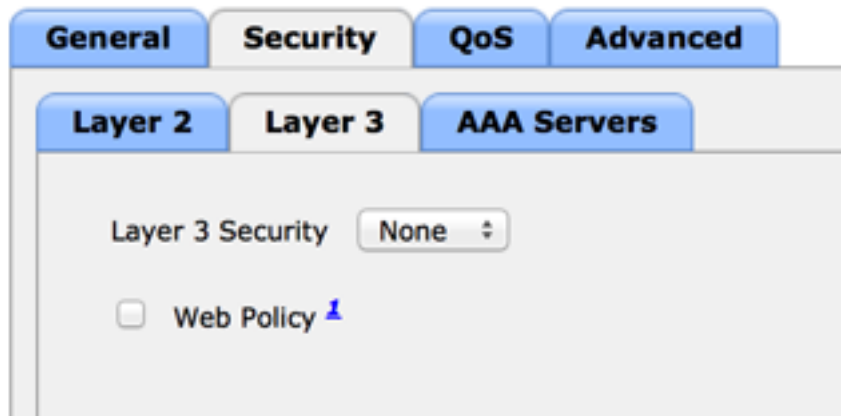 General Security QoS Advanced
Layer 2 Layer 3 AAA Servers
Layer 3 Security None
Web Policy 1